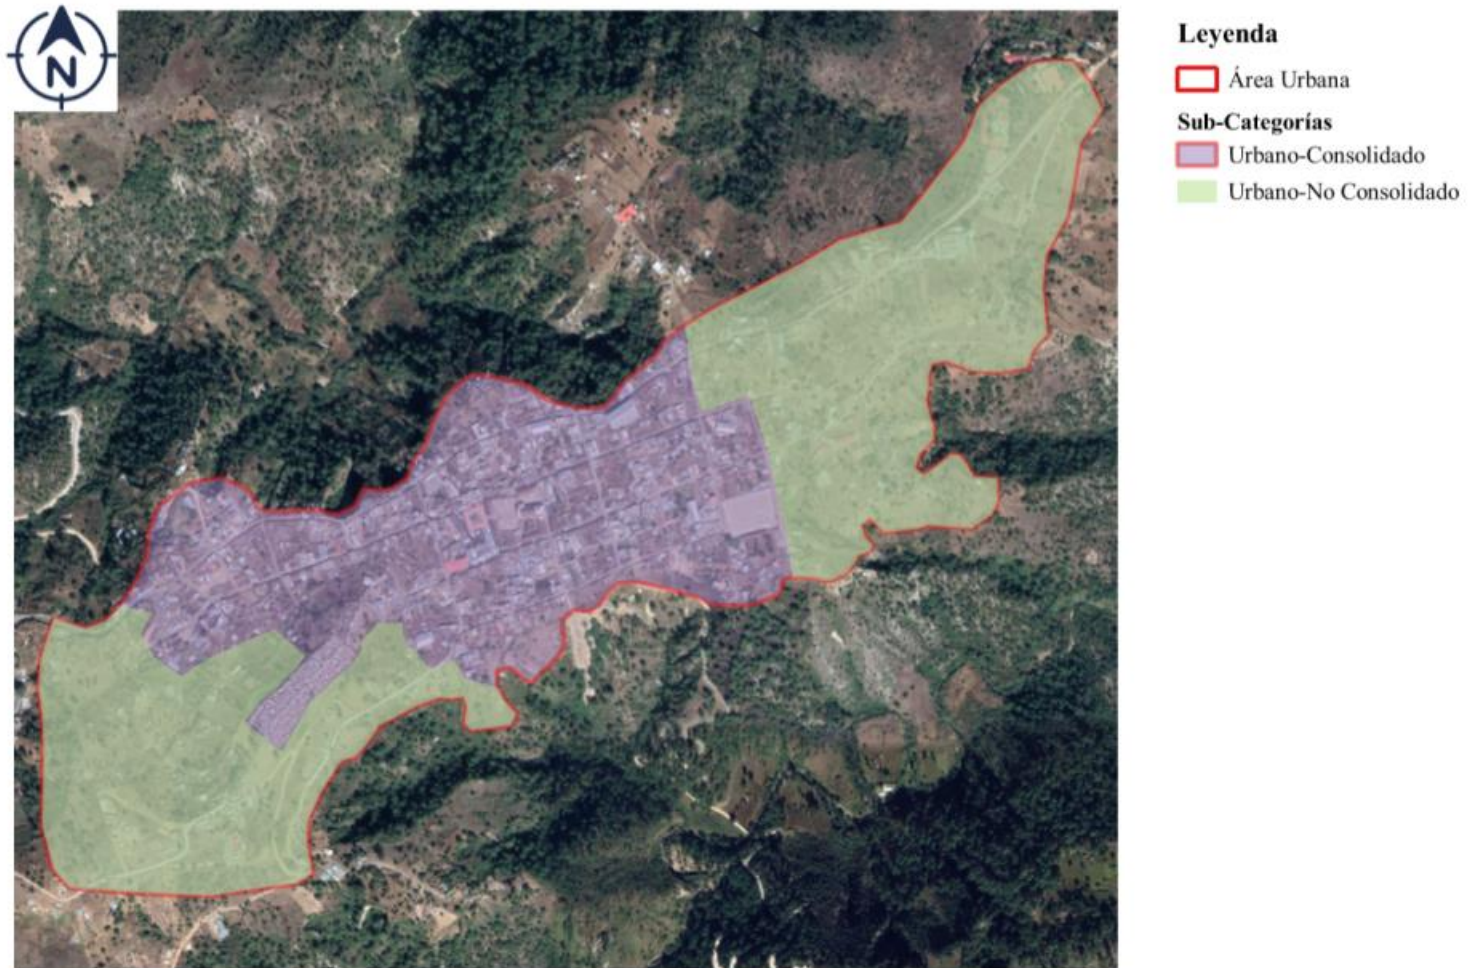 N
Leyenda
Área Urbana
Sub-Categorías
Urbano-Consolidado
Urbano-No Consolidado